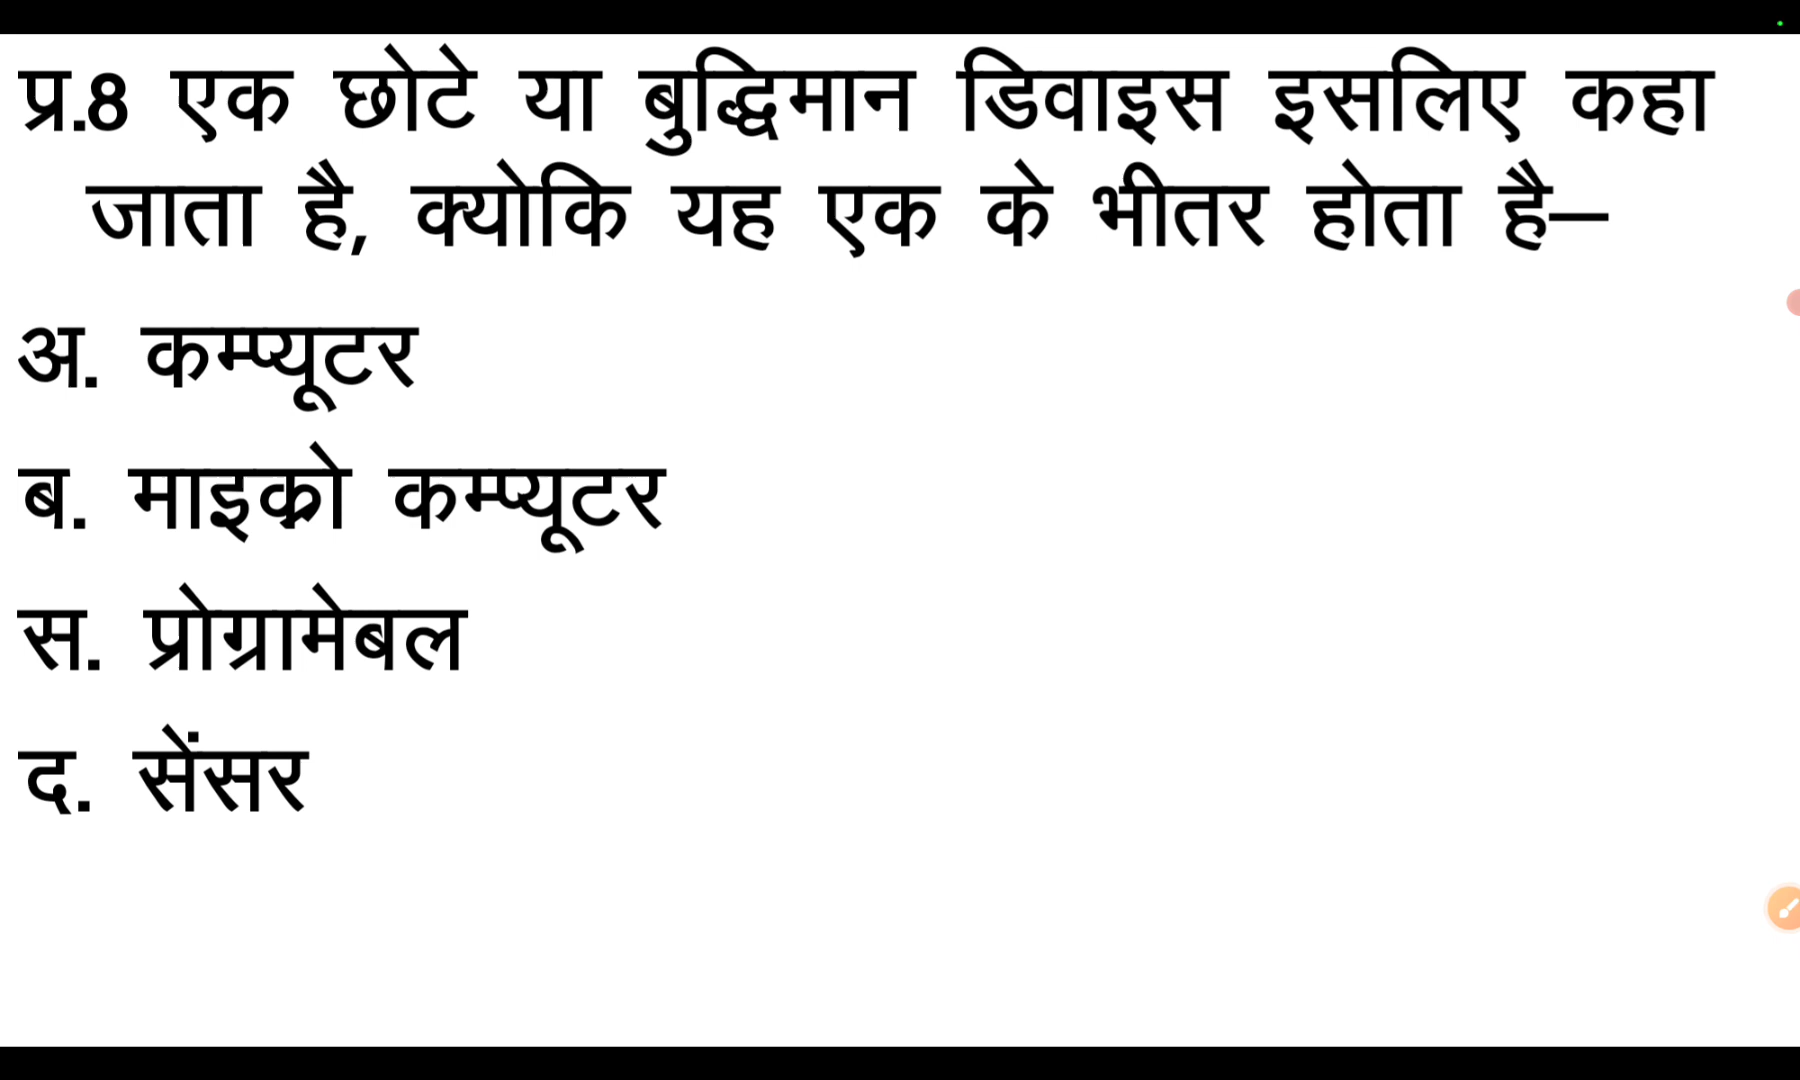 प्र.8 एक छोटे या बुद्धिमान डिवाइस इसलिए कहा
जाता है, क्योकि यह एक के भीतर होता है–
अ. कम्प्यूटर
ब. माइक्रो कम्प्यूटर
स. प्रोग्रामेबल
द. सेंसर